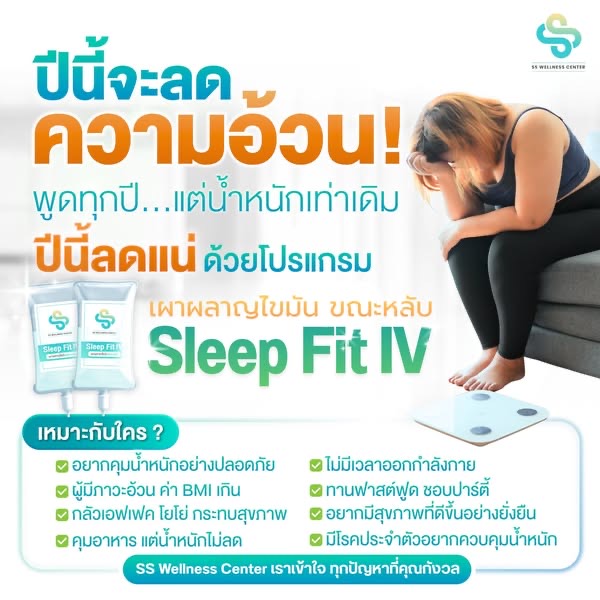 SS WELLNESS CENTER
ปีนี้จะลด
ความอ้วน!
พูดทุกปี...แต่น้ำหนักเท่าเดิม
ปีนี้ลดแน่ ด้วยโปรแกรม
เผาผลาญไขมัน ขณะหลับ
Sleep Fit IV
SS WELLNESS CENTER
Sleep Fit IV
Sleep Fit IV
เหมาะกับใคร ?
อยากคุมน้ำหนักอย่างปลอดภัย
ผู้มีภาวะอ้วน ค่า BMI เกิน
กลัวเอฟเฟค โยโย่ กระทบสุขภาพ
คุมอาหาร แต่น้ำหนักไม่ลด
ไม่มีเวลาออกกำลังกาย
ทานฟาสต์ฟูด ชอบปาร์ตี้
อยากมีสุขภาพที่ดีขึ้นอย่างยั่งยืน
มีโรคประจำตัวอยากควบคุมน้ำหนัก
SS Wellness Center เราเข้าใจ ทุกปัญหาที่คุณกังวล